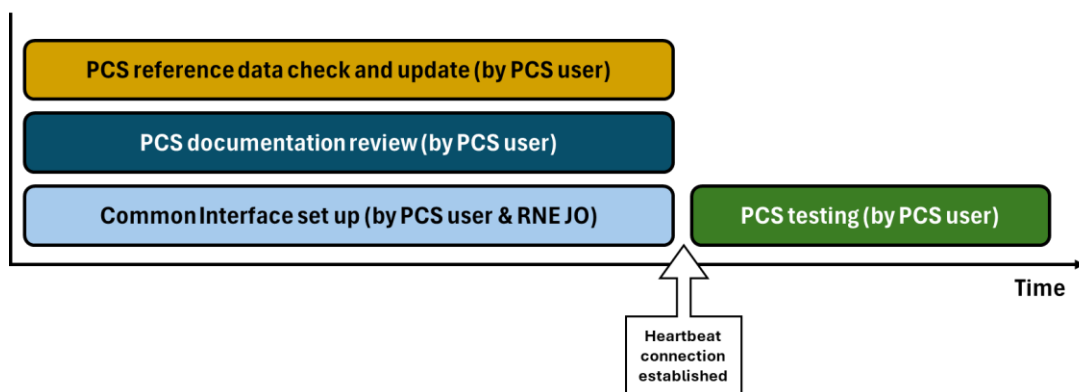 PCS reference data check and update (by PCS user)
PCS documentation review (by PCS user)
Common Interface set up (by PCS user & RNE JO)
PCS testing (by PCS user)
Time
Heartbeat
connection
established